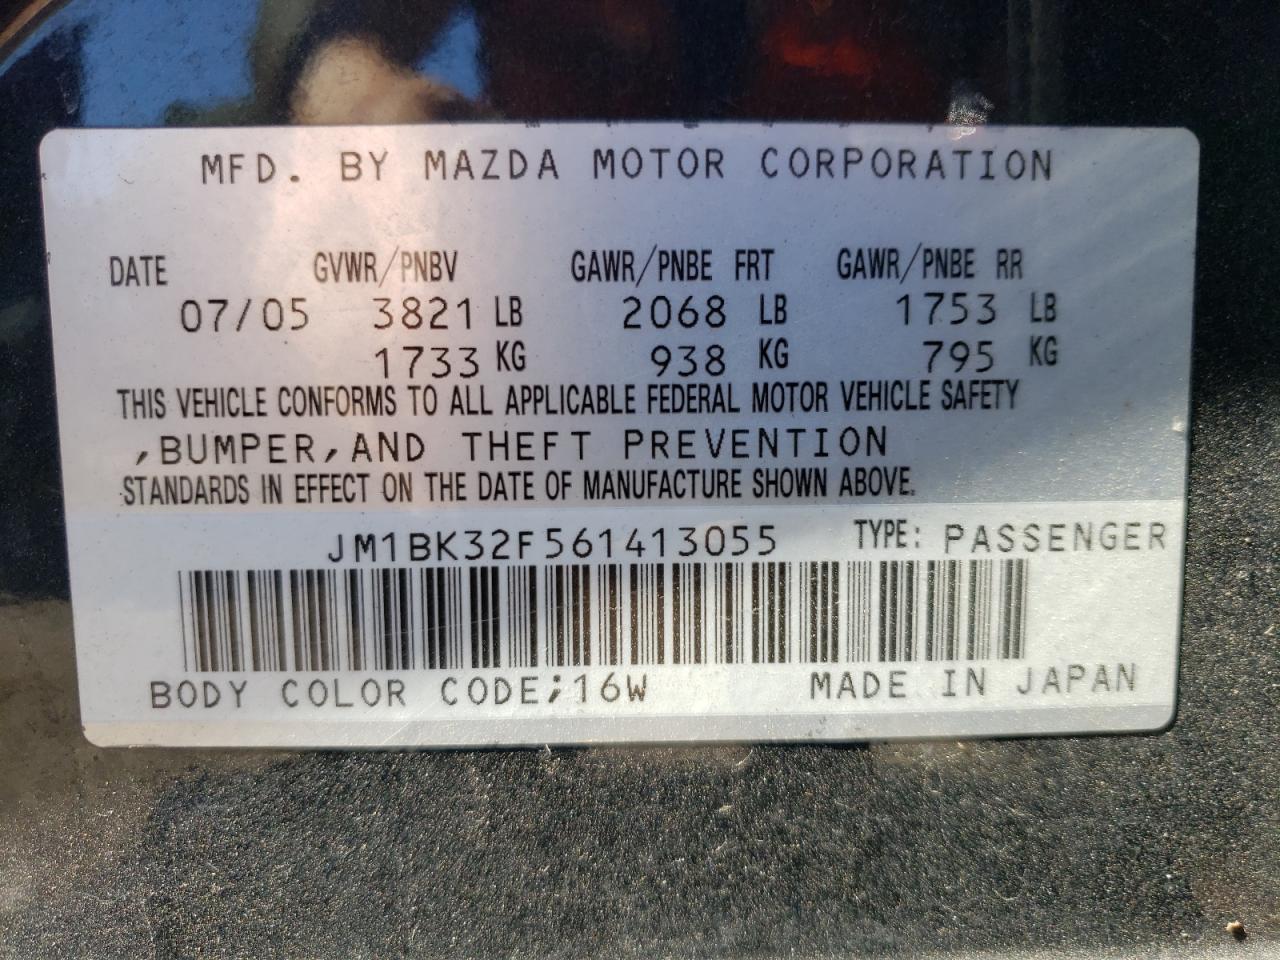 MFD. BY MAZDA MOTOR CORPORATION
DATE GVWR/PNBV GAWR/PNBE FRT GAWR/PNBE RR
07/05 3821 LB 2068 LB 1753 LB
1733 KG 938 KG 795 KG
THIS VEHICLE CONFORMS TO ALL APPLICABLE FEDERAL MOTOR VEHICLE SAFETY
,BUMPER,AND THEFT PREVENTION
STANDARDS IN EFFECT ON THE DATE OF MANUFACTURE SHOWN ABOVE.
JM1BK32F561413055 TYPE: PASSENGER
BODY COLOR CODE;16W MADE IN JAPAN